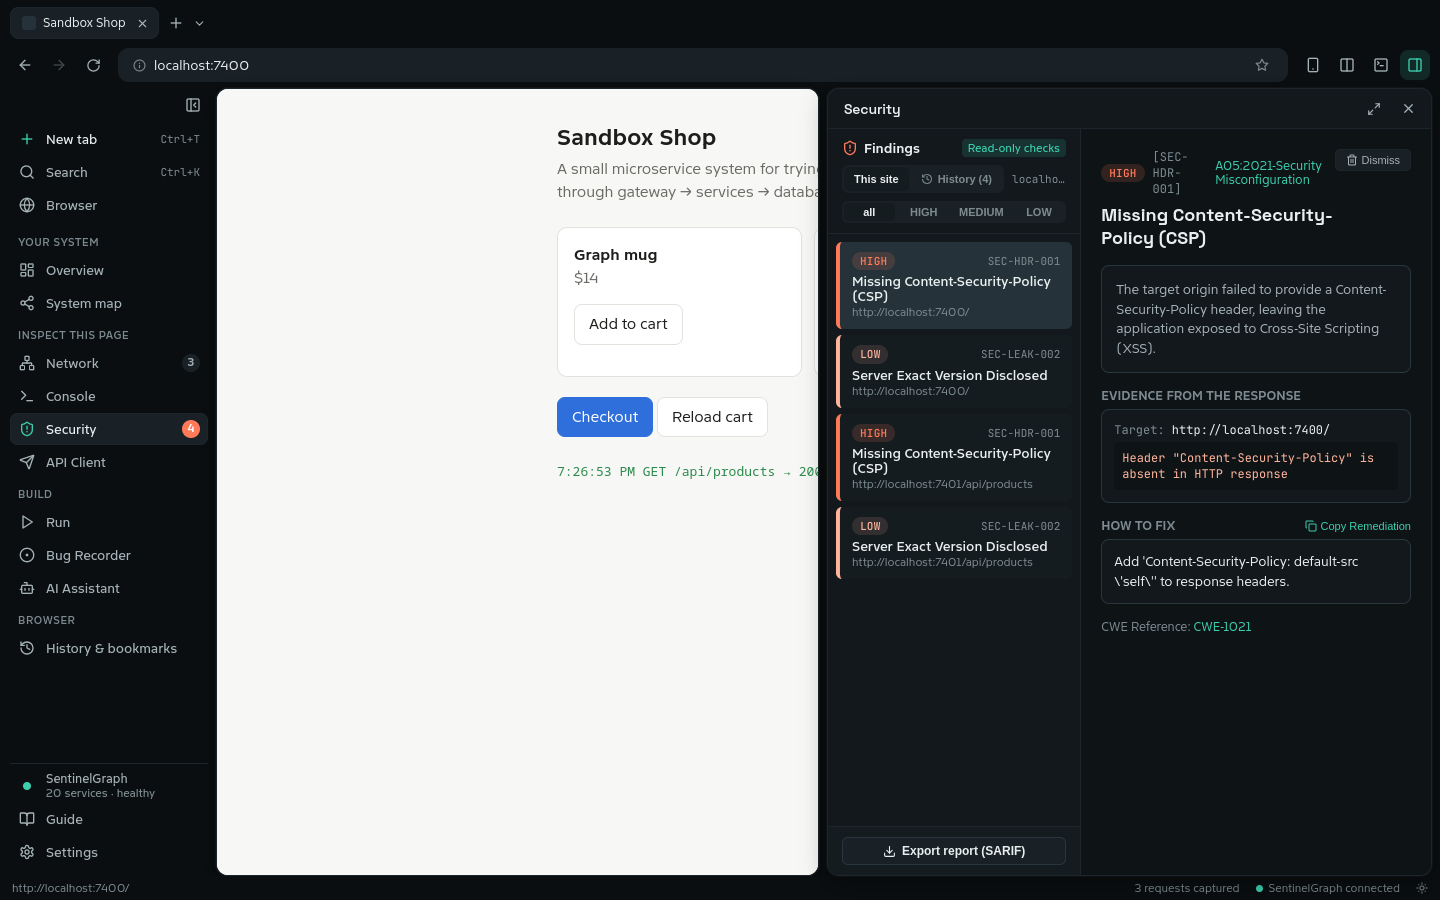 Sandbox Shop
localhost:7400
New tab
Ctrl+T
Search
Ctrl+K
Browser
YOUR SYSTEM
Overview
System map
INSPECT THIS PAGE
Network
3
Console
Security
4
API Client
BUILD
Run
Bug Recorder
AI Assistant
BROWSER
History & bookmarks
SentinelGraph
20 services · healthy
Guide
Settings
Sandbox Shop
A small microservice system for tryin
through gateway → services → databa
Graph mug
$14
Add to cart
Checkout
Reload cart
7:26:53 PM GET /api/products → 200
Security
Findings
Read-only checks
This site
History (4)
localho…
all
HIGH
MEDIUM
LOW
HIGH
SEC-HDR-001
Missing Content-Security-Policy
(CSP)
http://localhost:7400/
LOW
SEC-LEAK-002
Server Exact Version Disclosed
http://localhost:7400/
HIGH
SEC-HDR-001
Missing Content-Security-Policy
(CSP)
http://localhost:7401/api/products
LOW
SEC-LEAK-002
Server Exact Version Disclosed
http://localhost:7401/api/products
Export report (SARIF)
HIGH
[SEC-
HDR-
001]
A05:2021-Security
Misconfiguration
Dismiss
Missing Content-Security-
Policy (CSP)
The target origin failed to provide a Content-
Security-Policy header, leaving the
application exposed to Cross-Site Scripting
(XSS).
EVIDENCE FROM THE RESPONSE
Target: http://localhost:7400/
Header "Content-Security-Policy" is
absent in HTTP response
HOW TO FIX
Copy Remediation
Add 'Content-Security-Policy: default-src
\'self\'' to response headers.
CWE Reference: CWE-1021
http://localhost:7400/
3 requests captured
SentinelGraph connected